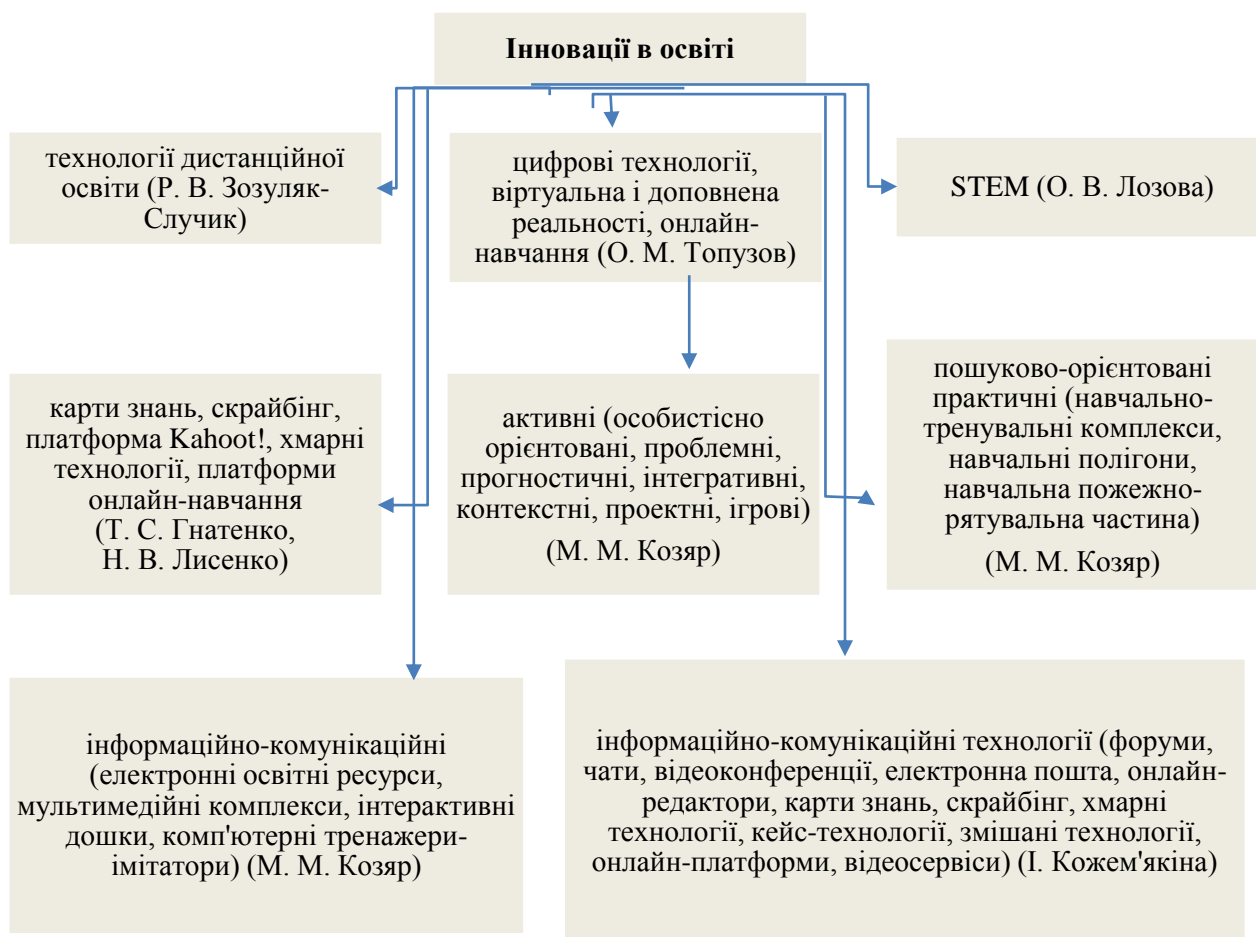 Інновації в освіті
технології дистанційної
освіти (Р. В. Зозуляк-
Случик)
цифрові технології,
віртуальна і доповнена
реальності, онлайн-
навчання (О. М. Топузов)
STEM (О. В. Лозова)
карти знань, скрайбінг,
платформа Kahoot!, хмарні
технології, платформи
онлайн-навчання
(Т. С. Гнатенко,
Н. В. Лисенко)
активні (особистісно
орієнтовані, проблемні,
прогностичні, інтегративні,
контекстні, проектні, ігрові)
(М. М. Козяр)
пошуково-орієнтовані
практичні (навчально-
тренувальні комплекси,
навчальні полігони,
навчальна пожежно-
рятувальна частина)
(М. М. Козяр)
інформаційно-комунікаційні
(електронні освітні ресурси,
мультимедійні комплекси, інтерактивні
дошки, комп'ютерні тренажери-
імітатори) (М. М. Козяр)
інформаційно-комунікаційні технології (форуми,
чати, відеоконференції, електронна пошта, онлайн-
редактори, карти знань, скрайбінг, хмарні
технології, кейс-технології, змішані технології,
онлайн-платформи, відеосервіси) (І. Кожем'якіна)